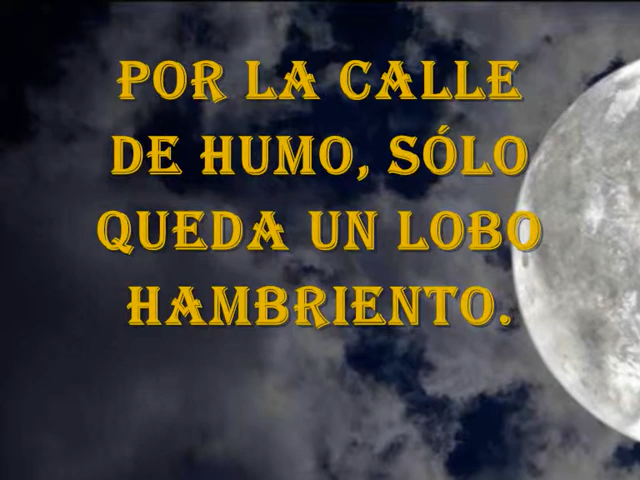 POR LA CALLE
DE HUMO, SÓLO
QUEDA UN LOBO
HAMBRIENTO.